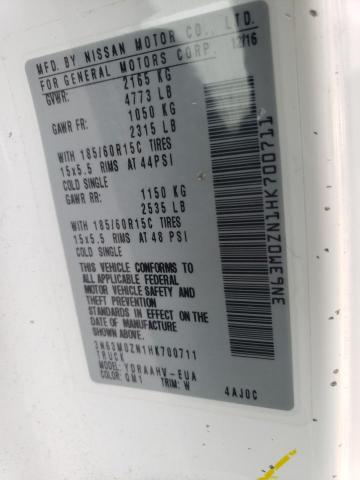 MFD. BY NISSAN MOTOR CO., LTD.
FOR GENERAL MOTORS CORP. 12/16
GVWR: 2165 KG
4773 LB
GAWR FR: 1050 KG
2315 LB
WITH 185/60R15C TIRES
15x5.5 RIMS AT 44PSI
COLD SINGLE
GAWR RR: 1150 KG
2535 LB
WITH 185/60R15C TIRES
15x5.5 RIMS AT 48 PSI
COLD SINGLE
THIS VEHICLE CONFORMS TO
ALL APPLICABLE FEDERAL
MOTOR VEHICLE SAFETY AND
THEFT PREVENTION
STANDARDS IN EFFECT ON
THE DATE OF MANUFACTURE
SHOWN ABOVE.
3N63M0ZN1HK700711
TRUCK
MODEL: YDRAAHV-EUA
COLOR: QM1 TRIM: W
4AJ0C
3N63M0ZN1HK700711